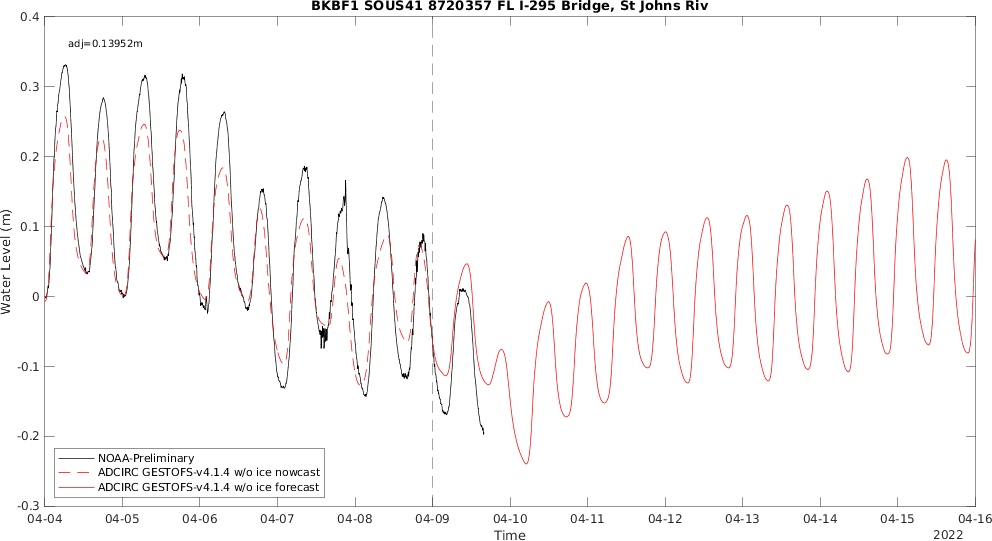 BKBF1 SOUS41 8720357 FL I-295 Bridge, St Johns Riv
adj=0.13952m
0.4
0.3
0.2
0.1
0
-0.1
-0.2
-0.3
Water Level (m)
NOAA-Preliminary
ADCIRC GESTOFS-v4.1.4 w/o ice nowcast
ADCIRC GESTOFS-v4.1.4 w/o ice forecast
04-04 04-05 04-06 04-07 04-08 04-09 04-10 04-11 04-12 04-13 04-14 04-15 04-16
Time
2022